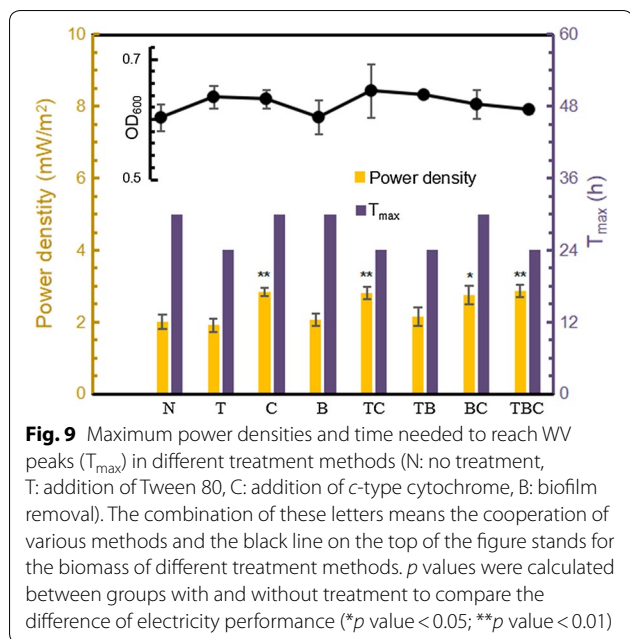 10
8
6
4
2
0
Power denstity (mW/m²)
0.7
0.5
OD600
Power density
Tmax
60
48
36
24
12
0
Tmax (h)
** ** * **
N T C B TC TB BC TBC
Fig. 9 Maximum power densities and time needed to reach WV
peaks (Tmax) in different treatment methods (N: no treatment,
T: addition of Tween 80, C: addition of c-type cytochrome, B: biofilm
removal). The combination of these letters means the cooperation of
various methods and the black line on the top of the figure stands for
the biomass of different treatment methods. p values were calculated
between groups with and without treatment to compare the
difference of electricity performance (*p value < 0.05; **p value < 0.01)